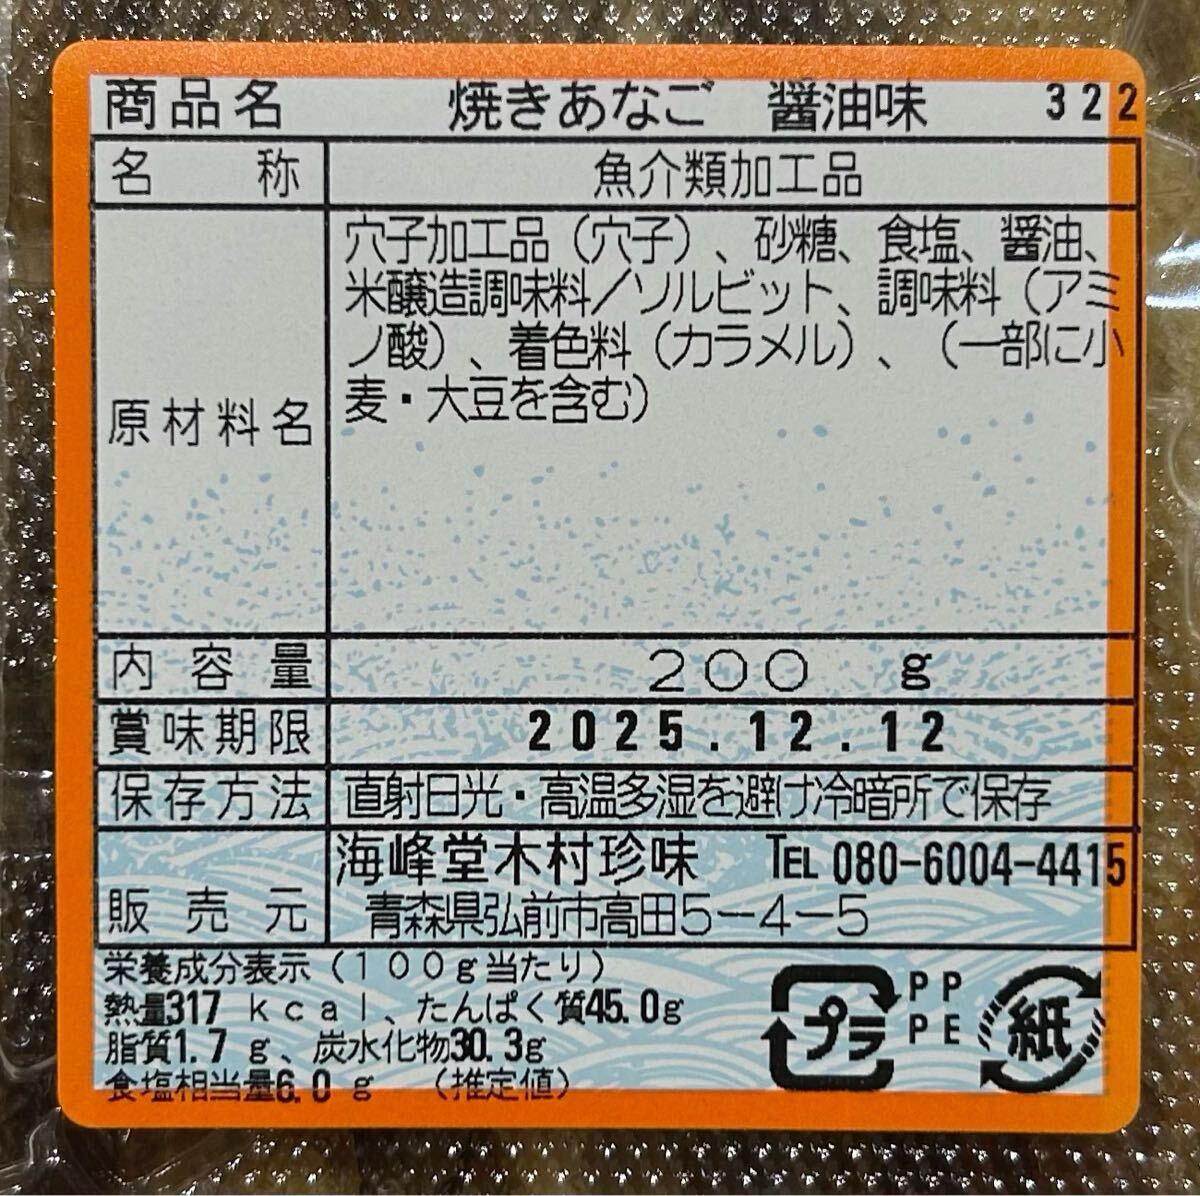 商品名 焼きあなご 醤油味 322
名称 魚介類加工品
原材料名 穴子加工品（穴子）、砂糖、食塩、醤油、
米醸造調味料／ソルビット、調味料（アミ
ノ酸）、着色料（カラメル）、（一部に小
麦・大豆を含む）
内容量 200 g
賞味期限 2025.12.12
保存方法 直射日光・高温多湿を避け冷暗所で保存
販売元 海峰堂木村珍味 TEL 080-6004-4415
青森県弘前市高田5－4－5
栄養成分表示（100g当たり）
熱量317 kcal、たんぱく質45.0g
脂質1.7g、炭水化物30.3g
食塩相当量6.0g （推定値）
プラ PP
PE
紙